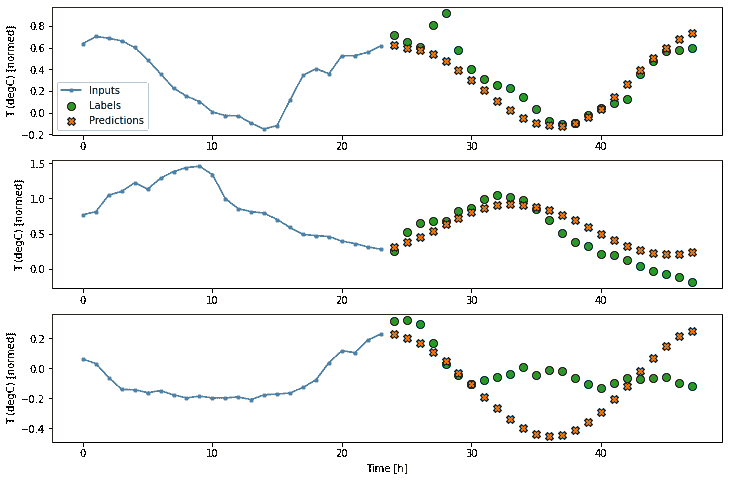 T (degC) [normed]
0.8
0.6
0.4
0.2
0.0
−0.2
Inputs
Labels
Predictions
0 10 20 30 40
T (degC) [normed]
1.5
1.0
0.5
0.0
0 10 20 30 40
T (degC) [normed]
0.2
0.0
−0.2
−0.4
0 10 20 30 40
Time [h]